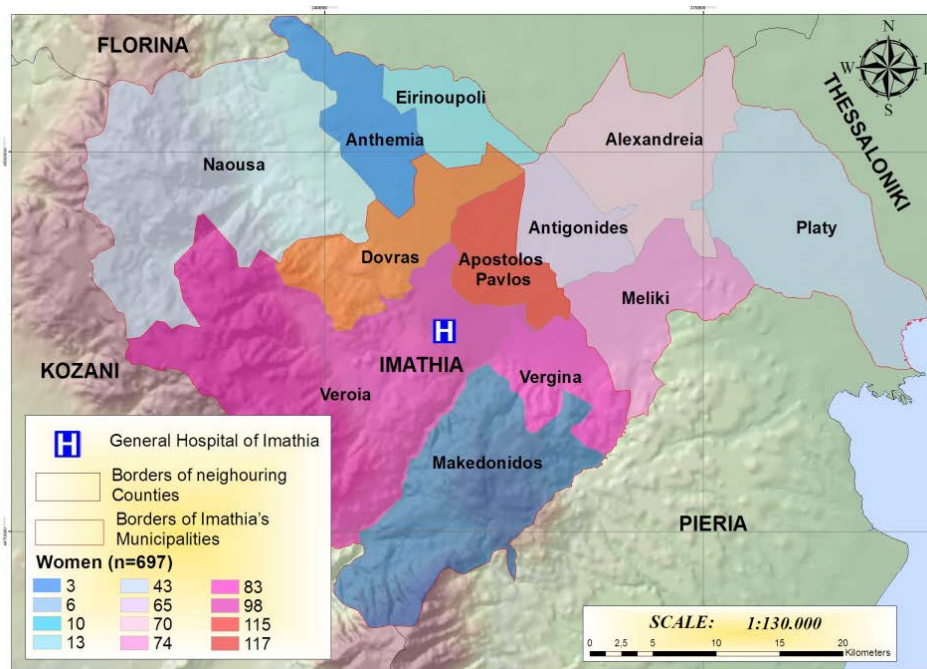 FLORINA
N
W
S
THESSALONIKI
Eirinoupoli
Anthemia
Alexandreia
Naousa
Antigonides
Platy
Dovras
Apostolos
Pavlos
Meliki
H
KOZANI
IMATHIA
Veroia
Vergina
Makedonidos
PIERIA
H General Hospital of Imathia
Borders of neighouring
Counties
Borders of Imathia's
Municipalities
Women (n=697)
3 43 83
6 65 98
10 70 115
13 74 117
SCALE: 1:130.000
0 2,5 5 10 15 20
Kilometers